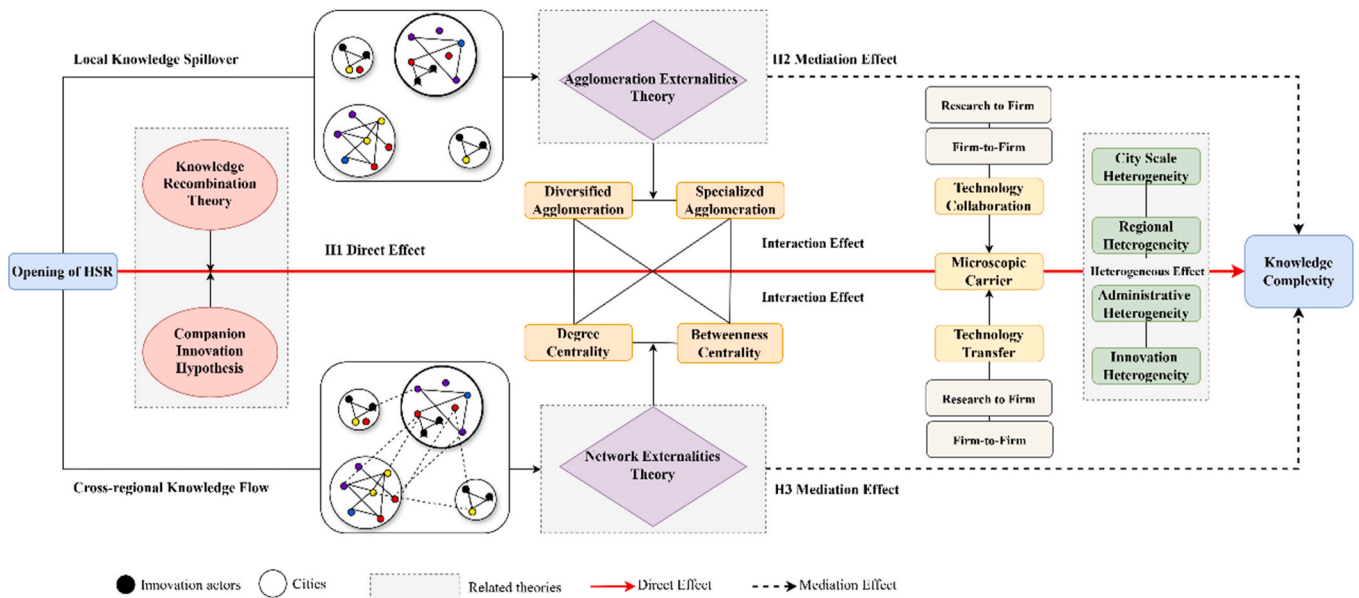 Local Knowledge Spillover
Agglomeration Externalities
Theory
H2 Mediation Effect
Research to Firm
Firm-to-Firm
Knowledge
Recombination
Theory
City Scale
Heterogeneity
Diversified
Agglomeration
Specialized
Agglomeration
Technology
Collaboration
Regional
Heterogeneity
H1 Direct Effect
Interaction Effect
Opening of HSR
Microscopic
Carrier
Heterogeneous Effect
Knowledge
Complexity
Interaction Effect
Administrative
Heterogeneity
Companion
Innovation
Hypothesis
Degree
Centrality
Betweenness
Centrality
Technology
Transfer
Innovation
Heterogeneity
Research to Firm
Firm-to-Firm
Network Externalities
Theory
Cross-regional Knowledge Flow
H3 Mediation Effect
Innovation actors
Cities
Related theories
Direct Effect
Mediation Effect